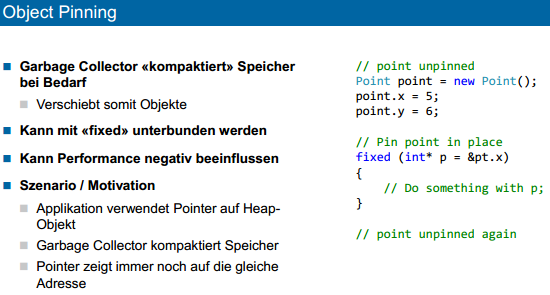 Object Pinning
Garbage Collector «kompaktiert» Speicher
bei Bedarf
Verschiebt somit Objekte
Kann mit «fixed» unterbunden werden
Kann Performance negativ beeinflussen
Szenario / Motivation
Applikation verwendet Pointer auf Heap-
Objekt
Garbage Collector kompaktiert Speicher
Pointer zeigt immer noch auf die gleiche
Adresse
// point unpinned
Point point = new Point();
point.x = 5;
point.y = 6;
// Pin point in place
fixed (int* p = &pt.x)
{
// Do something with p;
}
// point unpinned again